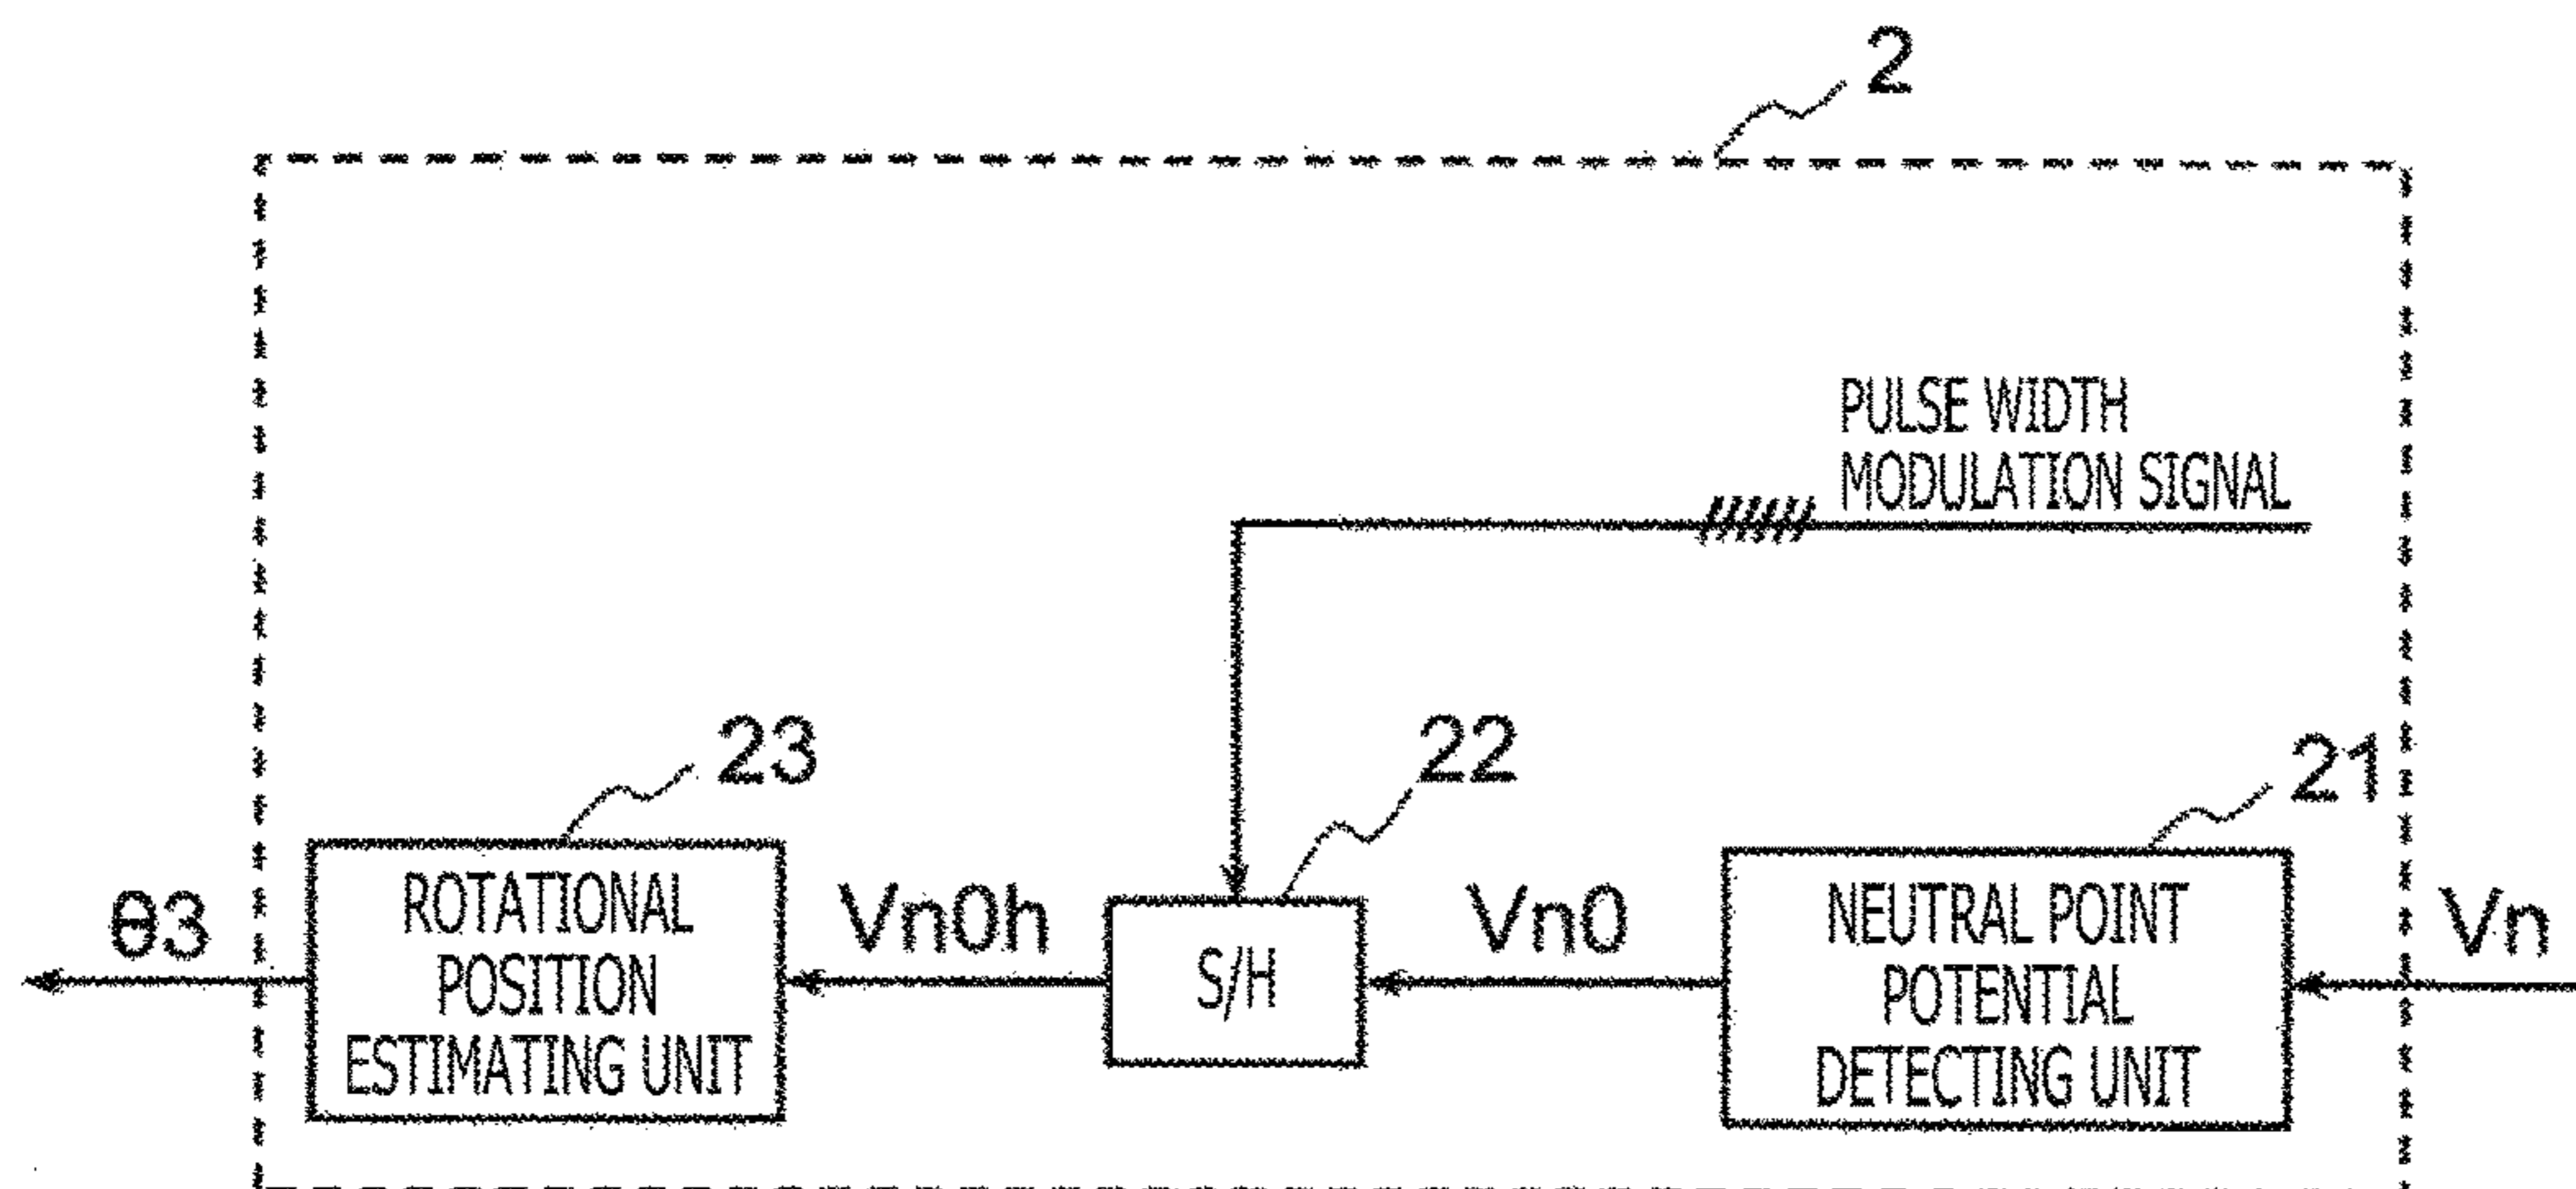 2
PULSE WIDTH
MODULATION SIGNAL
23
22
21
θ3
ROTATIONAL
POSITION
ESTIMATING UNIT
Vn0h
S/H
Vn0
NEUTRAL POINT
POTENTIAL
DETECTING UNIT
Vn